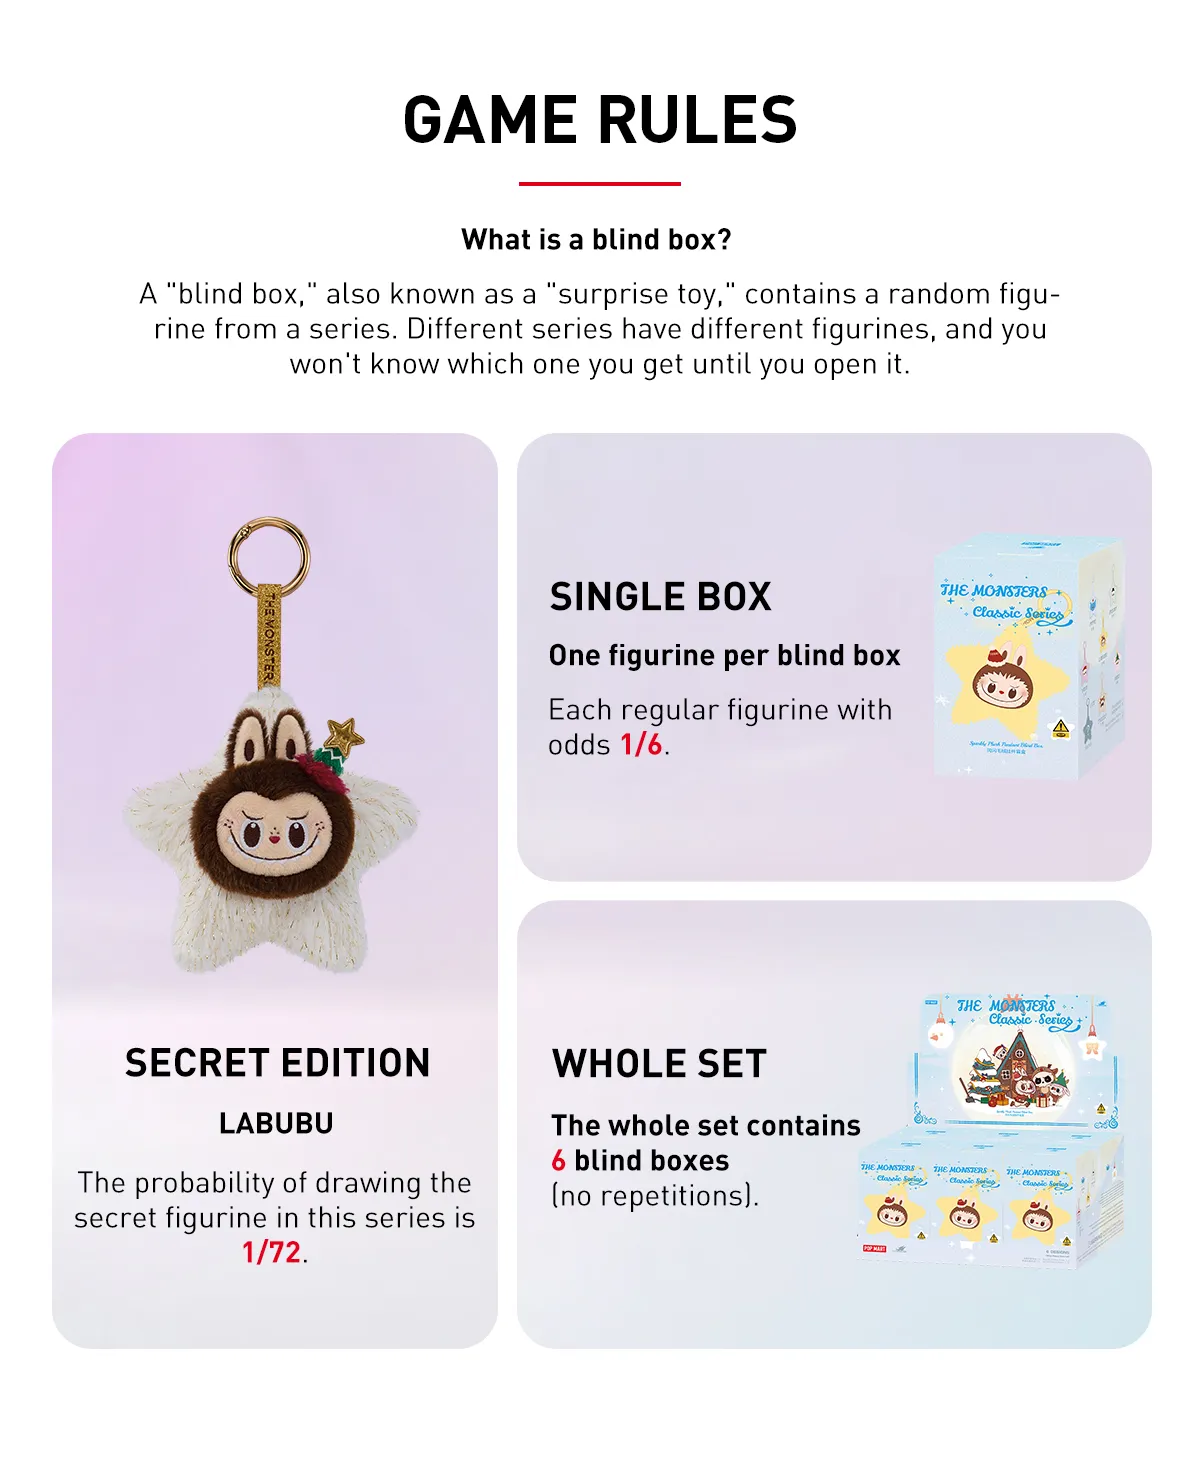 GAME RULES
What is a blind box?
A "blind box," also known as a "surprise toy," contains a random figu-
rine from a series. Different series have different figurines, and you
won't know which one you get until you open it.
THE MONSTER
SECRET EDITION
LABUBU
The probability of drawing the
secret figurine in this series is
1/72.
SINGLE BOX
One figurine per blind box
Each regular figurine with
odds 1/6.
THE MONSTERS
Classic Series
WHOLE SET
The whole set contains
6 blind boxes
(no repetitions).
THE MONSTERS
Classic Series
THE MONSTERS
Classic Series
THE MONSTERS
Classic Series
THE MONSTERS
Classic Series
POP MART